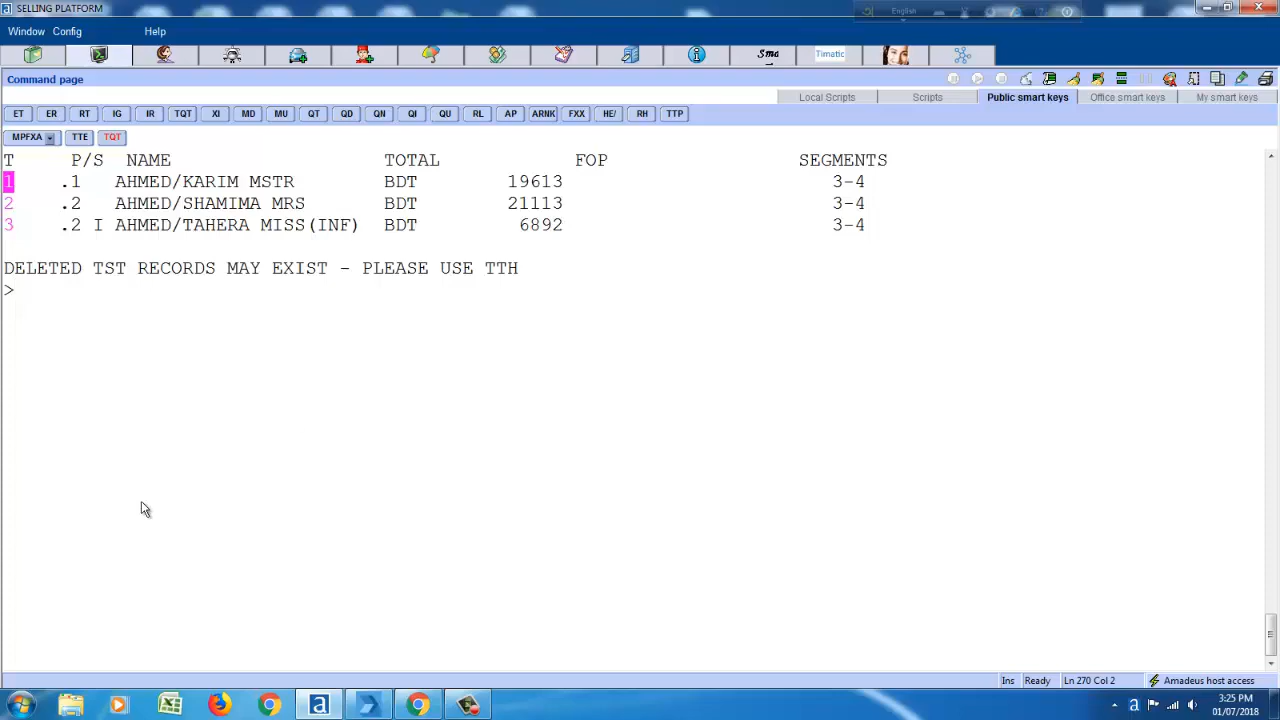 SELLING PLATFORM
English
Window Config Help
Sma Timatic
Command page
Local Scripts Scripts Public smart keys Office smart keys My smart keys
ET ER RT IG IR TQT XI MD MU QT QD QN QI QU RL AP ARNK FXX HE/ RH TTP
MPFXA TTE TQT
T P/S NAME TOTAL FOP SEGMENTS
1 .1 AHMED/KARIM MSTR BDT 19613 3-4
2 .2 AHMED/SHAMIMA MRS BDT 21113 3-4
3 .2 I AHMED/TAHERA MISS(INF) BDT 6892 3-4
DELETED TST RECORDS MAY EXIST - PLEASE USE TTH
>
Ins Ready Ln 270 Col 2 Amadeus host access
3:25 PM
01/07/2018